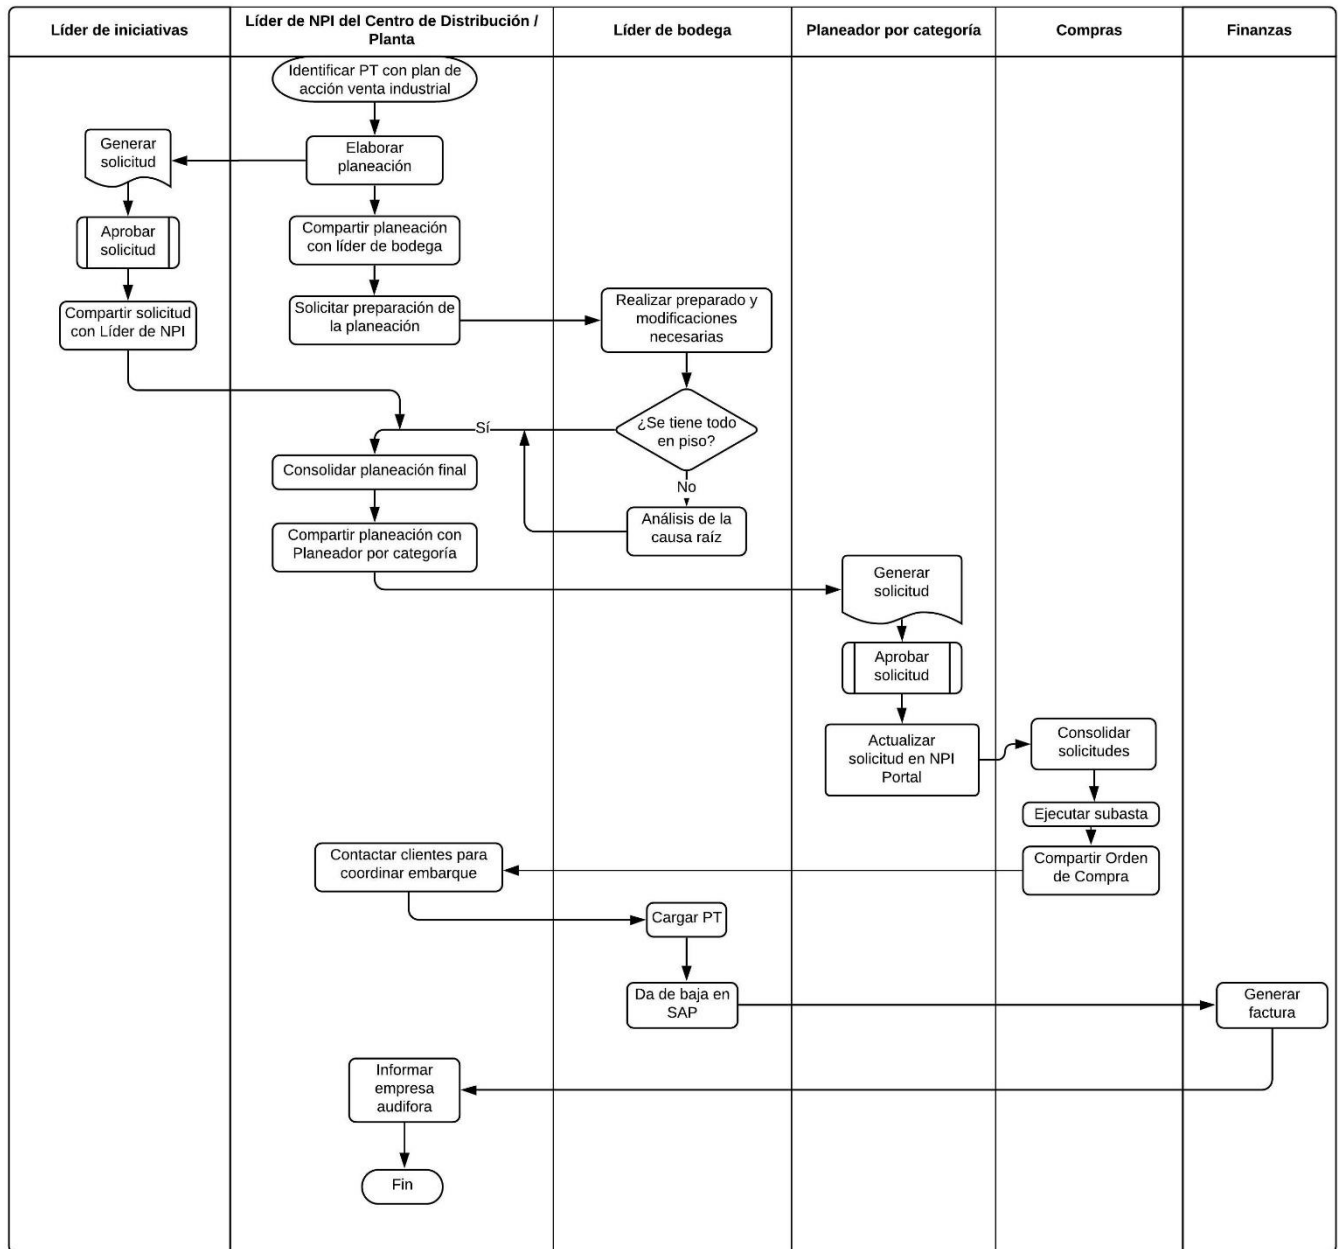 Líder de iniciativas
Líder de NPI del Centro de Distribución /
Planta
Líder de bodega
Planeador por categoría
Compras
Finanzas
Identificar PT con plan de
acción venta industrial
Generar
solicitud
Elaborar
planeación
Aprobar
solicitud
Compartir planeación
con líder de bodega
Compartir solicitud
con Líder de NPI
Solicitar preparación de
la planeación
Realizar preparado y
modificaciones
necesarias
¿Se tiene todo
en piso?
Sí
No
Consolidar planeación final
Análisis de la
causa raíz
Compartir planeación con
Planeador por categoría
Generar
solicitud
Aprobar
solicitud
Actualizar
solicitud en NPI
Portal
Consolidar
solicitudes
Ejecutar subasta
Compartir Orden
de Compra
Contactar clientes para
coordinar embarque
Cargar PT
Da de baja en
SAP
Generar
factura
Informar
empresa
audifora
Fin